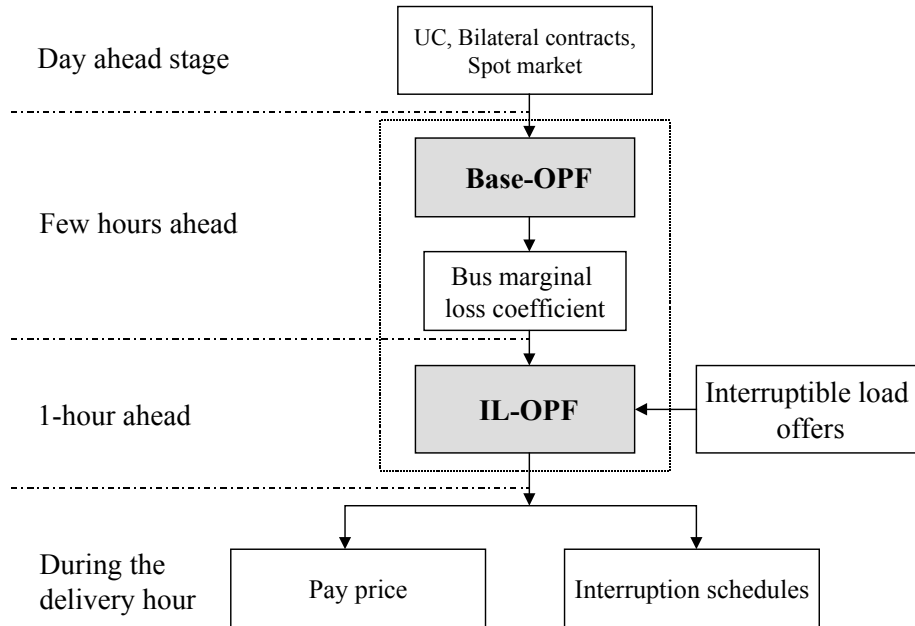 Day ahead stage
UC, Bilateral contracts,
Spot market
Few hours ahead
Base-OPF
Bus marginal
loss coefficient
1-hour ahead
IL-OPF
Interruptible load
offers
During the
delivery hour
Pay price
Interruption schedules